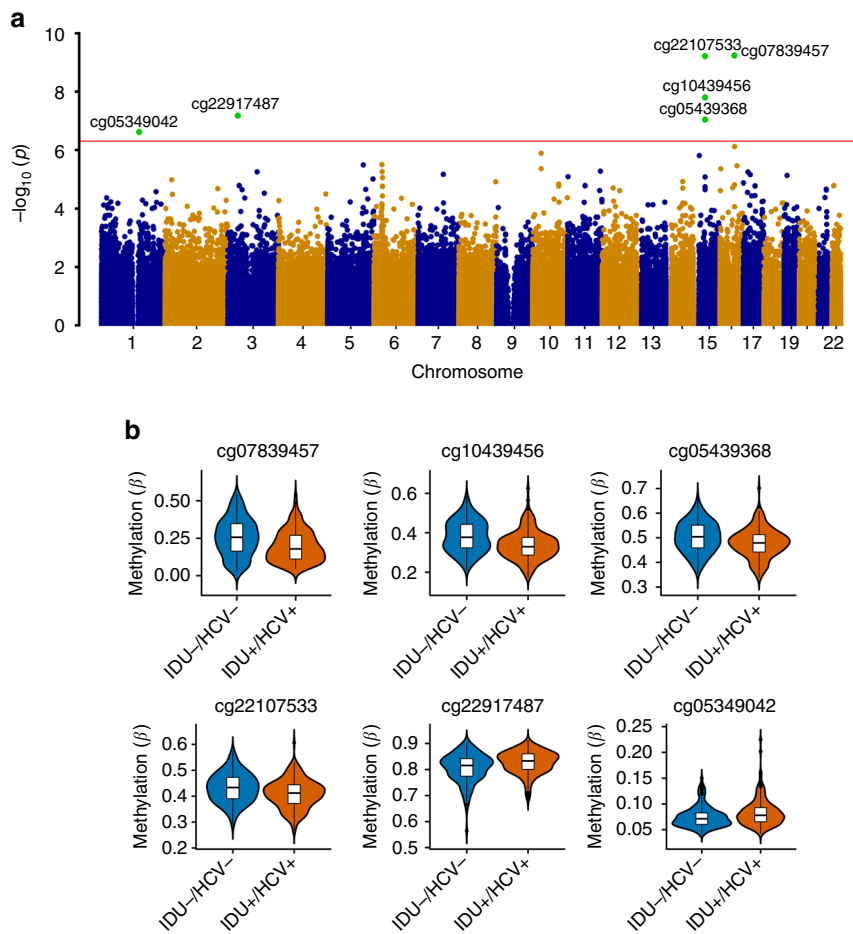 a
10
8
6
4
2
0
−log10 (p)
cg22107533
cg07839457
cg10439456
cg05439368
cg22917487
cg05349042
1 2 3 4 5 6 7 8 9 10 11 12 13 15 17 19 22
Chromosome
b
cg07839457
Methylation (β)
0.50
0.25
0.00
IDU−/HCV−
IDU+/HCV+
cg10439456
Methylation (β)
0.6
0.4
0.2
IDU−/HCV−
IDU+/HCV+
cg05439368
Methylation (β)
0.7
0.6
0.5
0.4
0.3
IDU−/HCV−
IDU+/HCV+
cg22107533
Methylation (β)
0.6
0.5
0.4
0.3
0.2
IDU−/HCV−
IDU+/HCV+
cg22917487
Methylation (β)
0.9
0.8
0.7
0.6
0.5
IDU−/HCV−
IDU+/HCV+
cg05349042
Methylation (β)
0.25
0.20
0.15
0.10
0.05
IDU−/HCV−
IDU+/HCV+